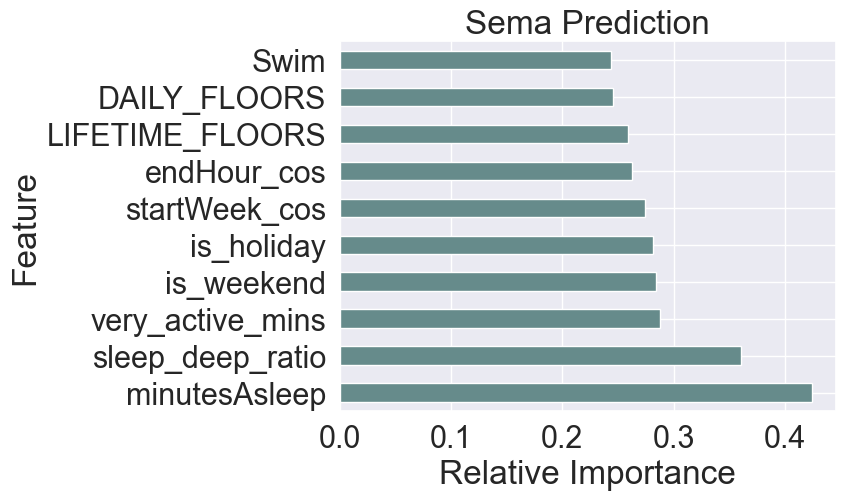 Sema Prediction
Feature
Swim
DAILY_FLOORS
LIFETIME_FLOORS
endHour_cos
startWeek_cos
is_holiday
is_weekend
very_active_mins
sleep_deep_ratio
minutesAsleep
0.0 0.1 0.2 0.3 0.4
Relative Importance